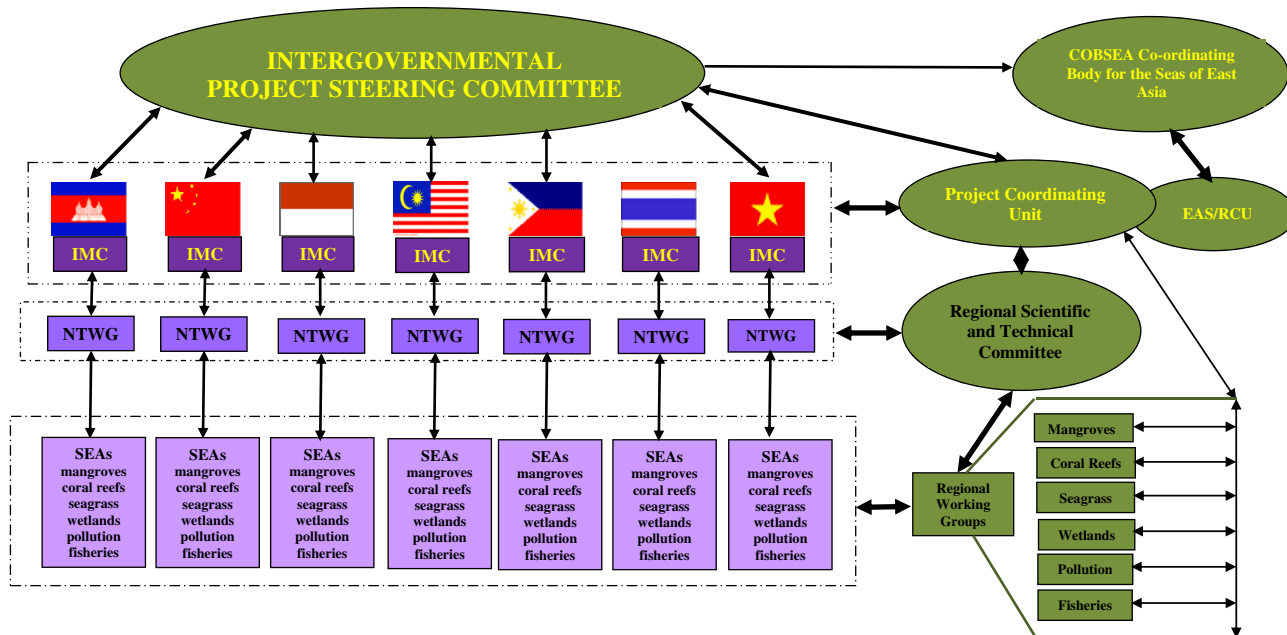 INTERGOVERNMENTAL
PROJECT STEERING COMMITTEE
COBSEA Co-ordinating
Body for the Seas of East
Asia
Project Coordinating
Unit
EAS/RCU
IMC
IMC
IMC
IMC
IMC
IMC
IMC
NTWG
NTWG
NTWG
NTWG
NTWG
NTWG
NTWG
Regional Scientific
and Technical
Committee
SEAs
mangroves
coral reefs
seagrass
wetlands
pollution
fisheries
SEAs
mangroves
coral reefs
seagrass
wetlands
pollution
fisheries
SEAs
mangroves
coral reefs
seagrass
wetlands
pollution
fisheries
SEAs
mangroves
coral reefs
seagrass
wetlands
pollution
fisheries
SEAs
mangroves
coral reefs
seagrass
wetlands
pollution
fisheries
SEAs
mangroves
coral reefs
seagrass
wetlands
pollution
fisheries
SEAs
mangroves
coral reefs
seagrass
wetlands
pollution
fisheries
Regional
Working
Groups
Mangroves
Coral Reefs
Seagrass
Wetlands
Pollution
Fisheries